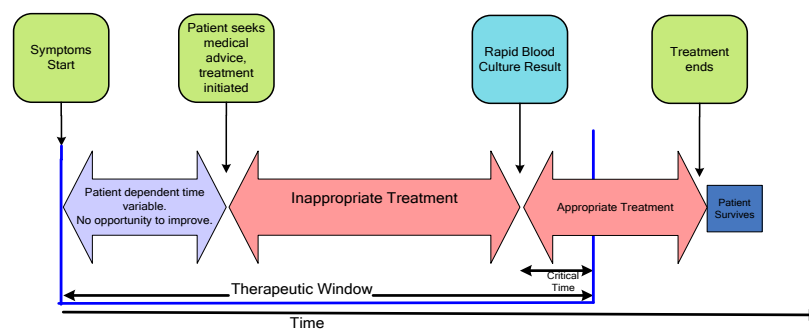 Symptoms
Start
Patient seeks
medical
advice,
treatment
initiated
Rapid Blood
Culture Result
Treatment
ends
Patient dependent time
variable.
No opportunity to improve.
Inappropriate Treatment
Appropriate Treatment
Patient
Survives
Critical
Time
Therapeutic Window
Time